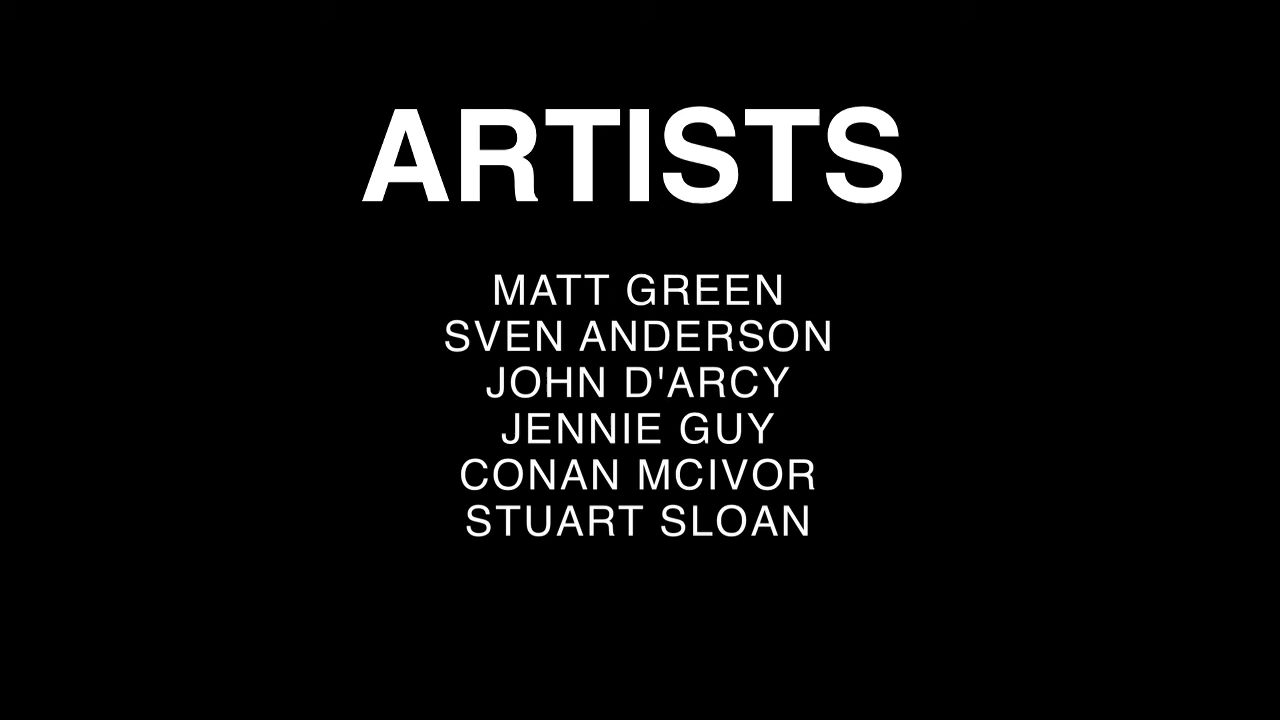 ARTISTS
MATT GREEN
SVEN ANDERSON
JOHN D'ARCY
JENNIE GUY
CONAN MCIVOR
STUART SLOAN